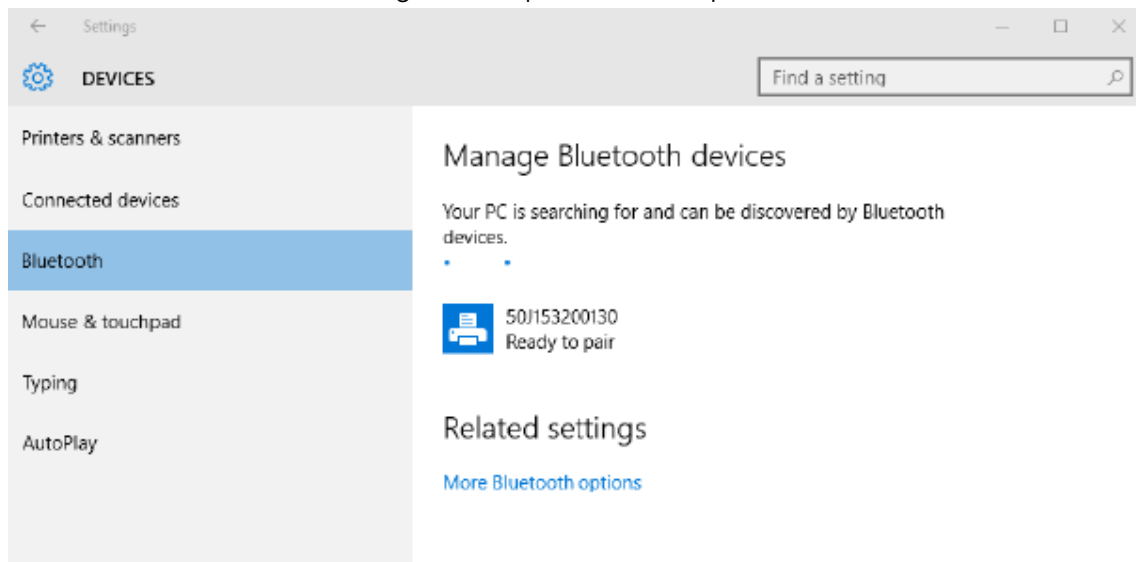 Settings
DEVICES
Find a setting
Printers & scanners
Connected devices
Bluetooth
Mouse & touchpad
Typing
AutoPlay
Manage Bluetooth devices
Your PC is searching for and can be discovered by Bluetooth
devices.
50J153200130
Ready to pair
Related settings
More Bluetooth options